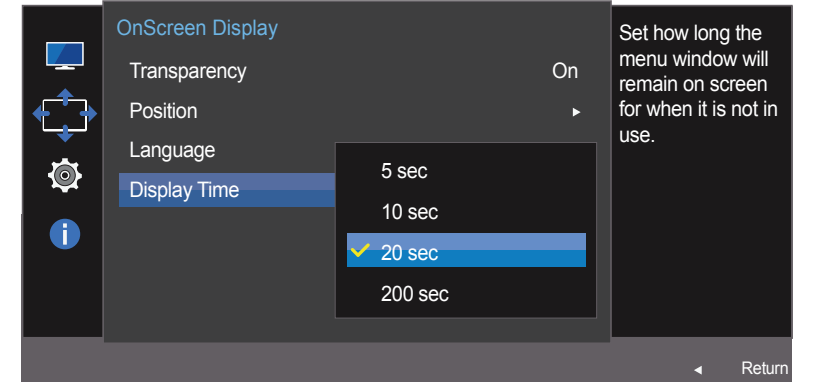 OnScreen Display
Transparency On
Position ▸
Language
Display Time
5 sec
10 sec
20 sec
200 sec
Set how long the
menu window will
remain on screen
for when it is not in
use.
◂ Return